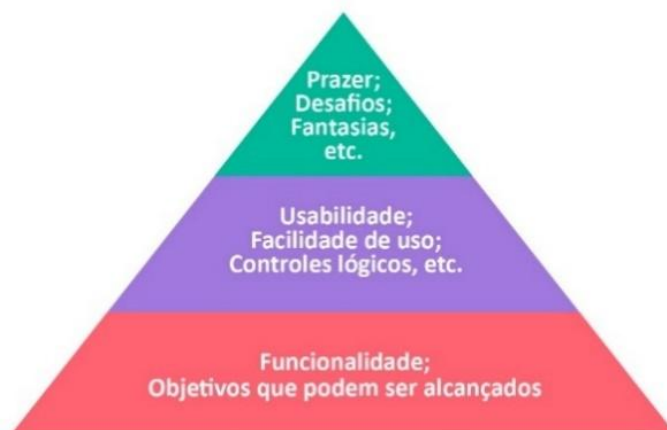 Prazer;
Desafios;
Fantasias,
etc.
Usabilidade;
Facilidade de uso;
Controles lógicos, etc.
Funcionalidade;
Objetivos que podem ser alcançados